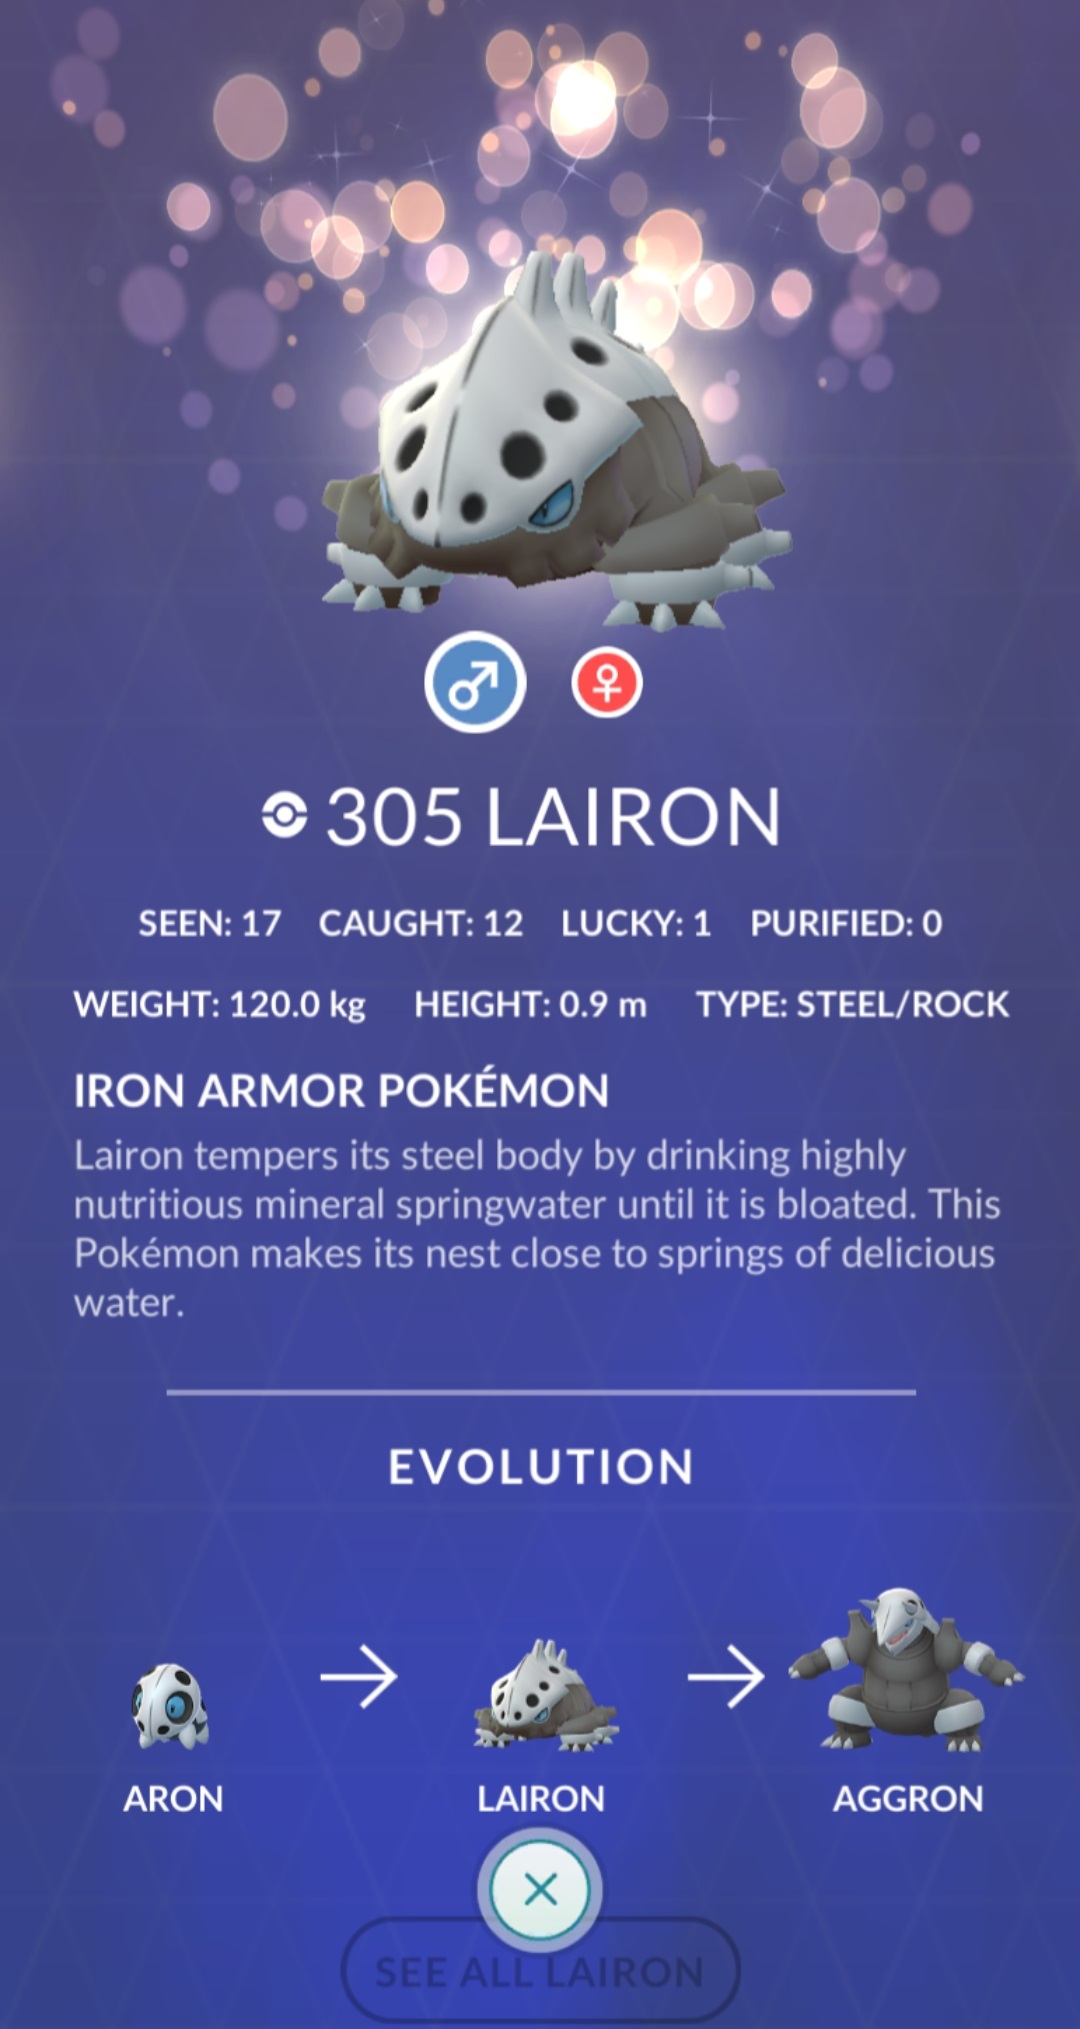 305 LAIRON
SEEN: 17 CAUGHT: 12 LUCKY: 1 PURIFIED: 0
WEIGHT: 120.0 kg HEIGHT: 0.9 m TYPE: STEEL/ROCK
IRON ARMOR POKÉMON
Lairon tempers its steel body by drinking highly
nutritious mineral springwater until it is bloated. This
Pokémon makes its nest close to springs of delicious
water.
EVOLUTION
ARON LAIRON AGGRON
SEE ALL LAIRON